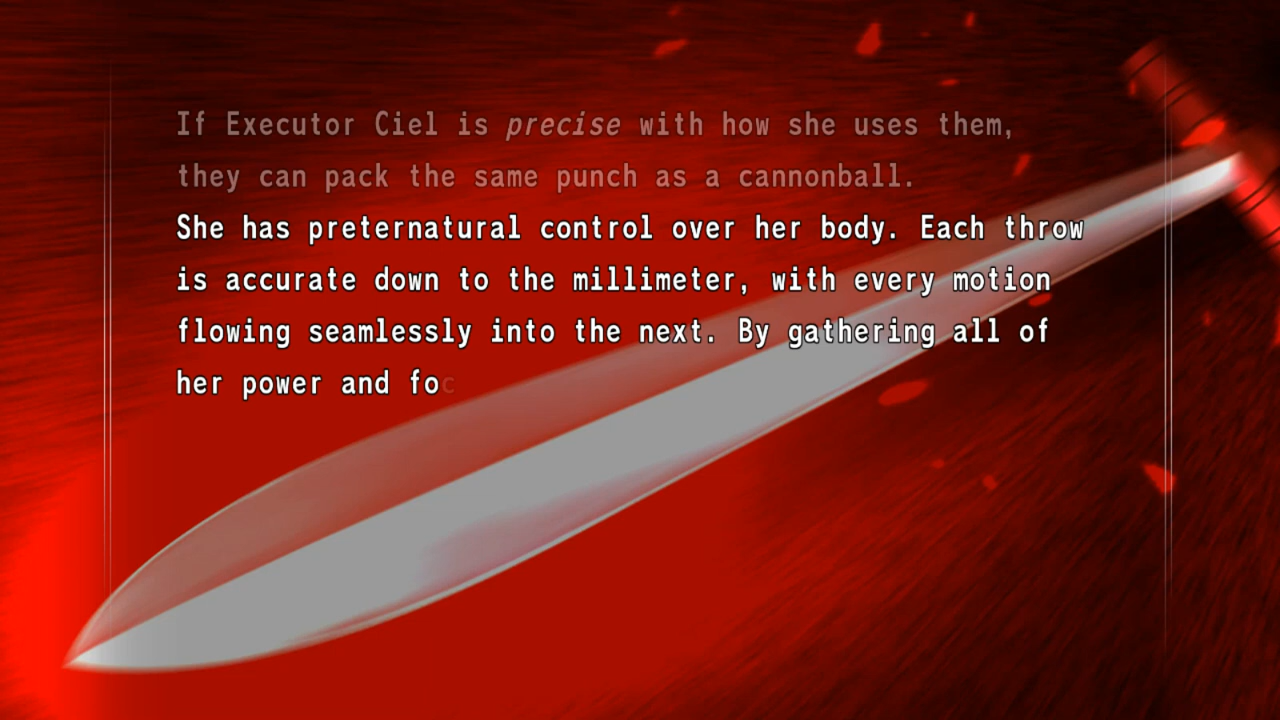 If Executor Ciel is precise with how she uses them,
they can pack the same punch as a cannonball.
She has preternatural control over her body. Each throw
is accurate down to the millimeter, with every motion
flowing seamlessly into the next. By gathering all of
her power and foc